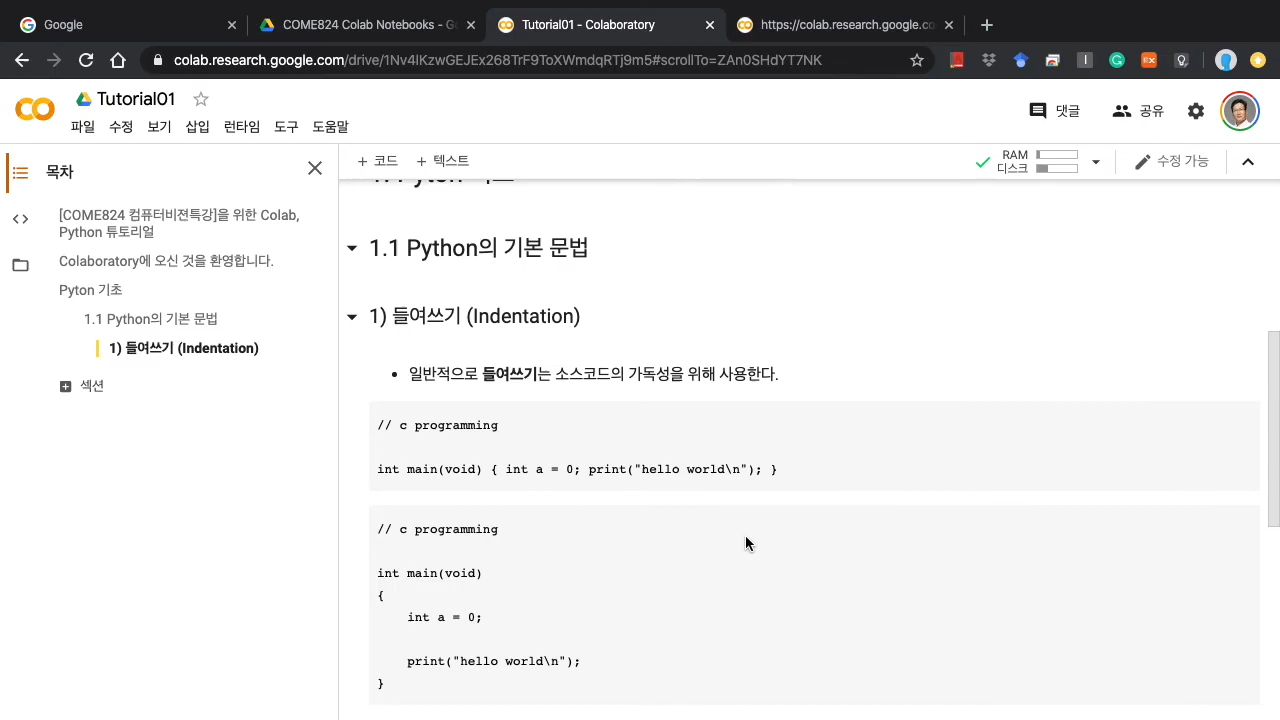 Google
COME824 Colab Notebooks - G
Tutorial01 - Colaboratory
https://colab.research.google.co
colab.research.google.com/drive/1Nv4lKzwGEJEx268TrF9ToXWmdqRTj9m5#scrollTo=ZAn0SHdYT7NK
CO
Tutorial01
댓글
공유
파일 수정 보기 삽입 런타임 도구 도움말
목차
+ 코드 + 텍스트
RAM
디스크
수정 가능
[COME824 컴퓨터비젼특강]을 위한 Colab,
Python 튜토리얼
Colaboratory에 오신 것을 환영합니다.
Pyton 기초
1.1 Python의 기본 문법
1) 들여쓰기 (Indentation)
섹션
1.1 Python의 기본 문법
1) 들여쓰기 (Indentation)
• 일반적으로 들여쓰기는 소스코드의 가독성을 위해 사용한다.
// c programming
int main(void) { int a = 0; print("hello world\n"); }
// c programming
int main(void)
{
int a = 0;
print("hello world\n");
}